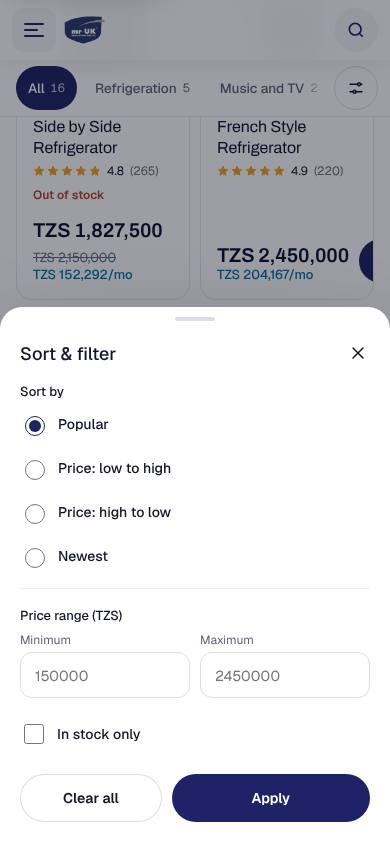 HSF UK
All 16
Refrigeration 5
Music and TV 2
Side by Side
Refrigerator
4.8 (265)
Out of stock
TZS 1,827,500
TZS 2,150,000
TZS 152,292/mo
French Style
Refrigerator
4.9 (220)
TZS 2,450,000
TZS 204,167/mo
Sort & filter
Sort by
Popular
Price: low to high
Price: high to low
Newest
Price range (TZS)
Minimum
Maximum
150000
2450000
In stock only
Clear all
Apply